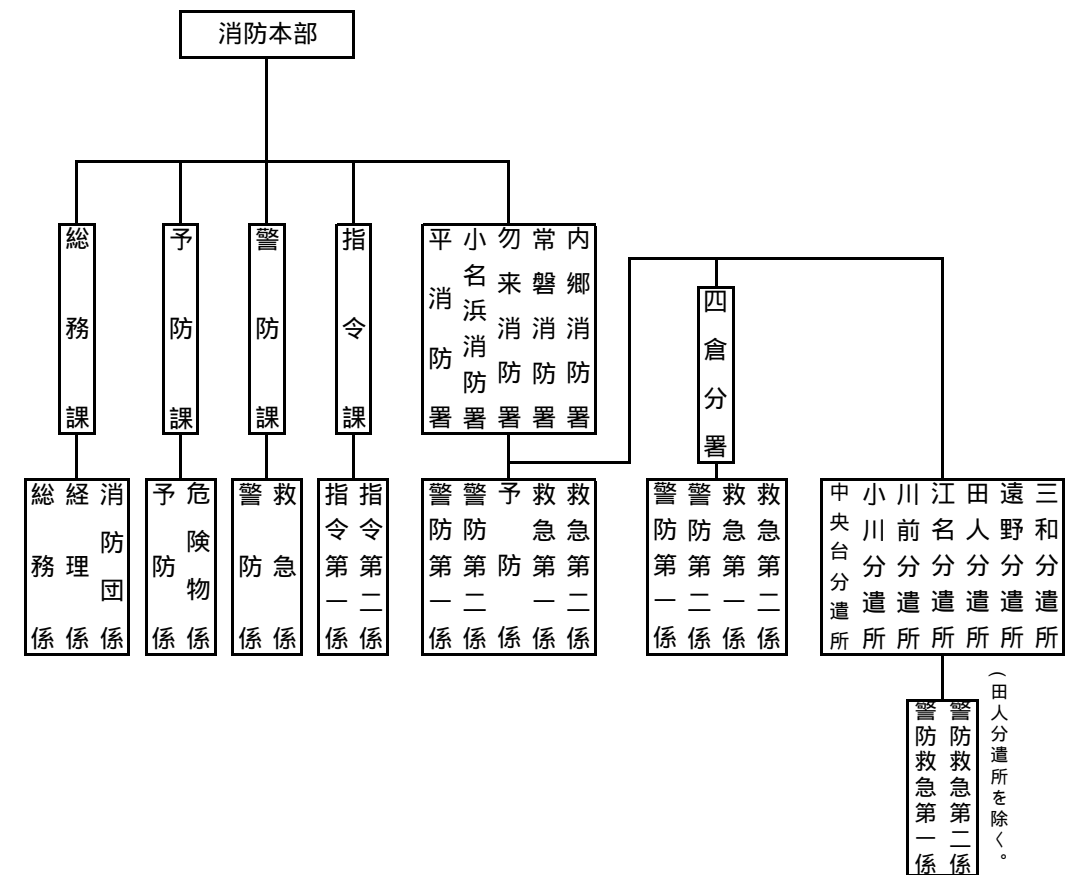 消防本部
総務課
予防課
警防課
指令課
平消防署
小名浜消防署
勿来消防署
常磐消防署
内郷消防署
四倉分署
総務係
経理係
消防団係
予防係
危険物係
警防係
救急係
指令第一係
指令第二係
警防第一係
警防第二係
予防係
救急第一係
救急第二係
警防第一係
警防第二係
救急第一係
救急第二係
中央台分遣所
小川分遣所
川前分遣所
江名分遣所
田人分遣所
遠野分遣所
三和分遣所
警防救急第一係
警防救急第二係
(田人分遣所を除く。